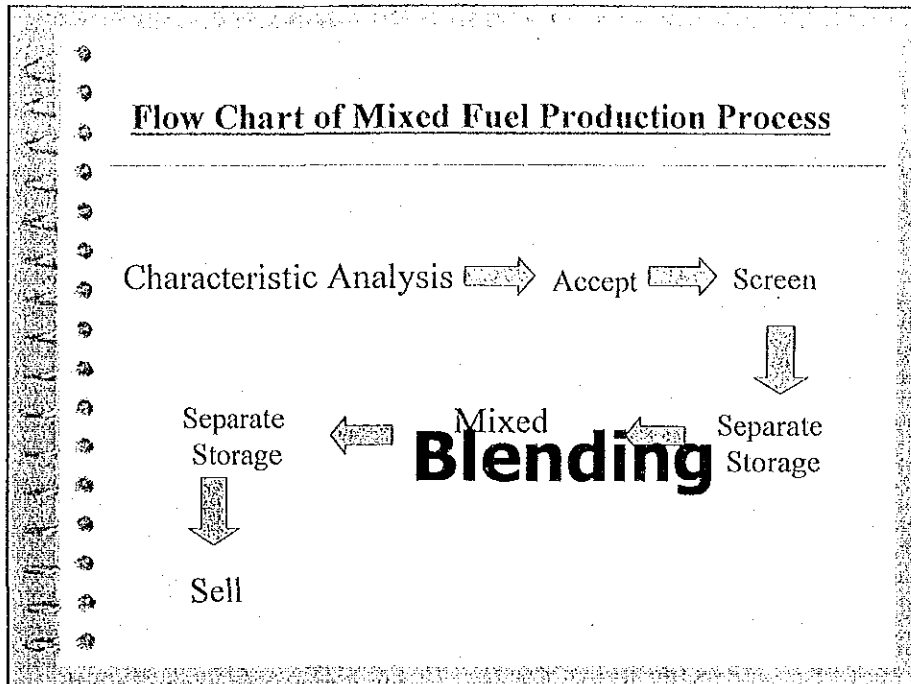 Flow Chart of Mixed Fuel Production Process
Characteristic Analysis
Accept
Screen
Separate
Storage
Mixed
Blending
Separate
Storage
Sell